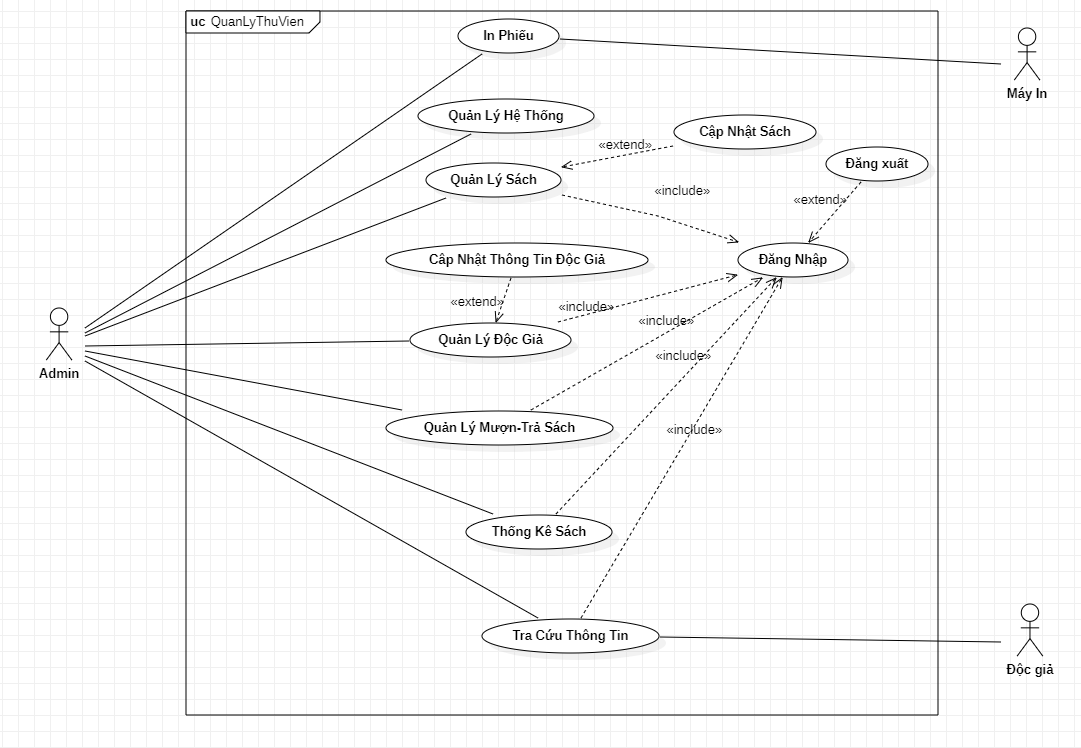 uc QuanLyThuVien
In Phiếu
Máy In
Quản Lý Hệ Thống
Cập Nhật Sách
«extend»
Đăng xuất
Quản Lý Sách
«include»
«extend»
Câp Nhật Thông Tin Độc Giả
Đăng Nhập
«extend»
«include»
«include»
Quản Lý Độc Giả
«include»
Admin
Quản Lý Mượn-Trả Sách
«include»
Thống Kê Sách
Tra Cứu Thông Tin
Độc giả